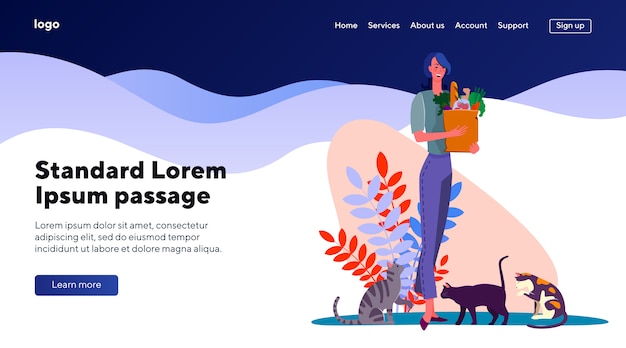 logo
Home Services About us Account Contacts Sign up
Standard Lorem
Ipsum passage
Lorem ipsum dolor sit amet,
consectetur adipiscing elit, sed
do eiusmod tempor incididunt ut
labore et dolore magna aliqua.
Learn more